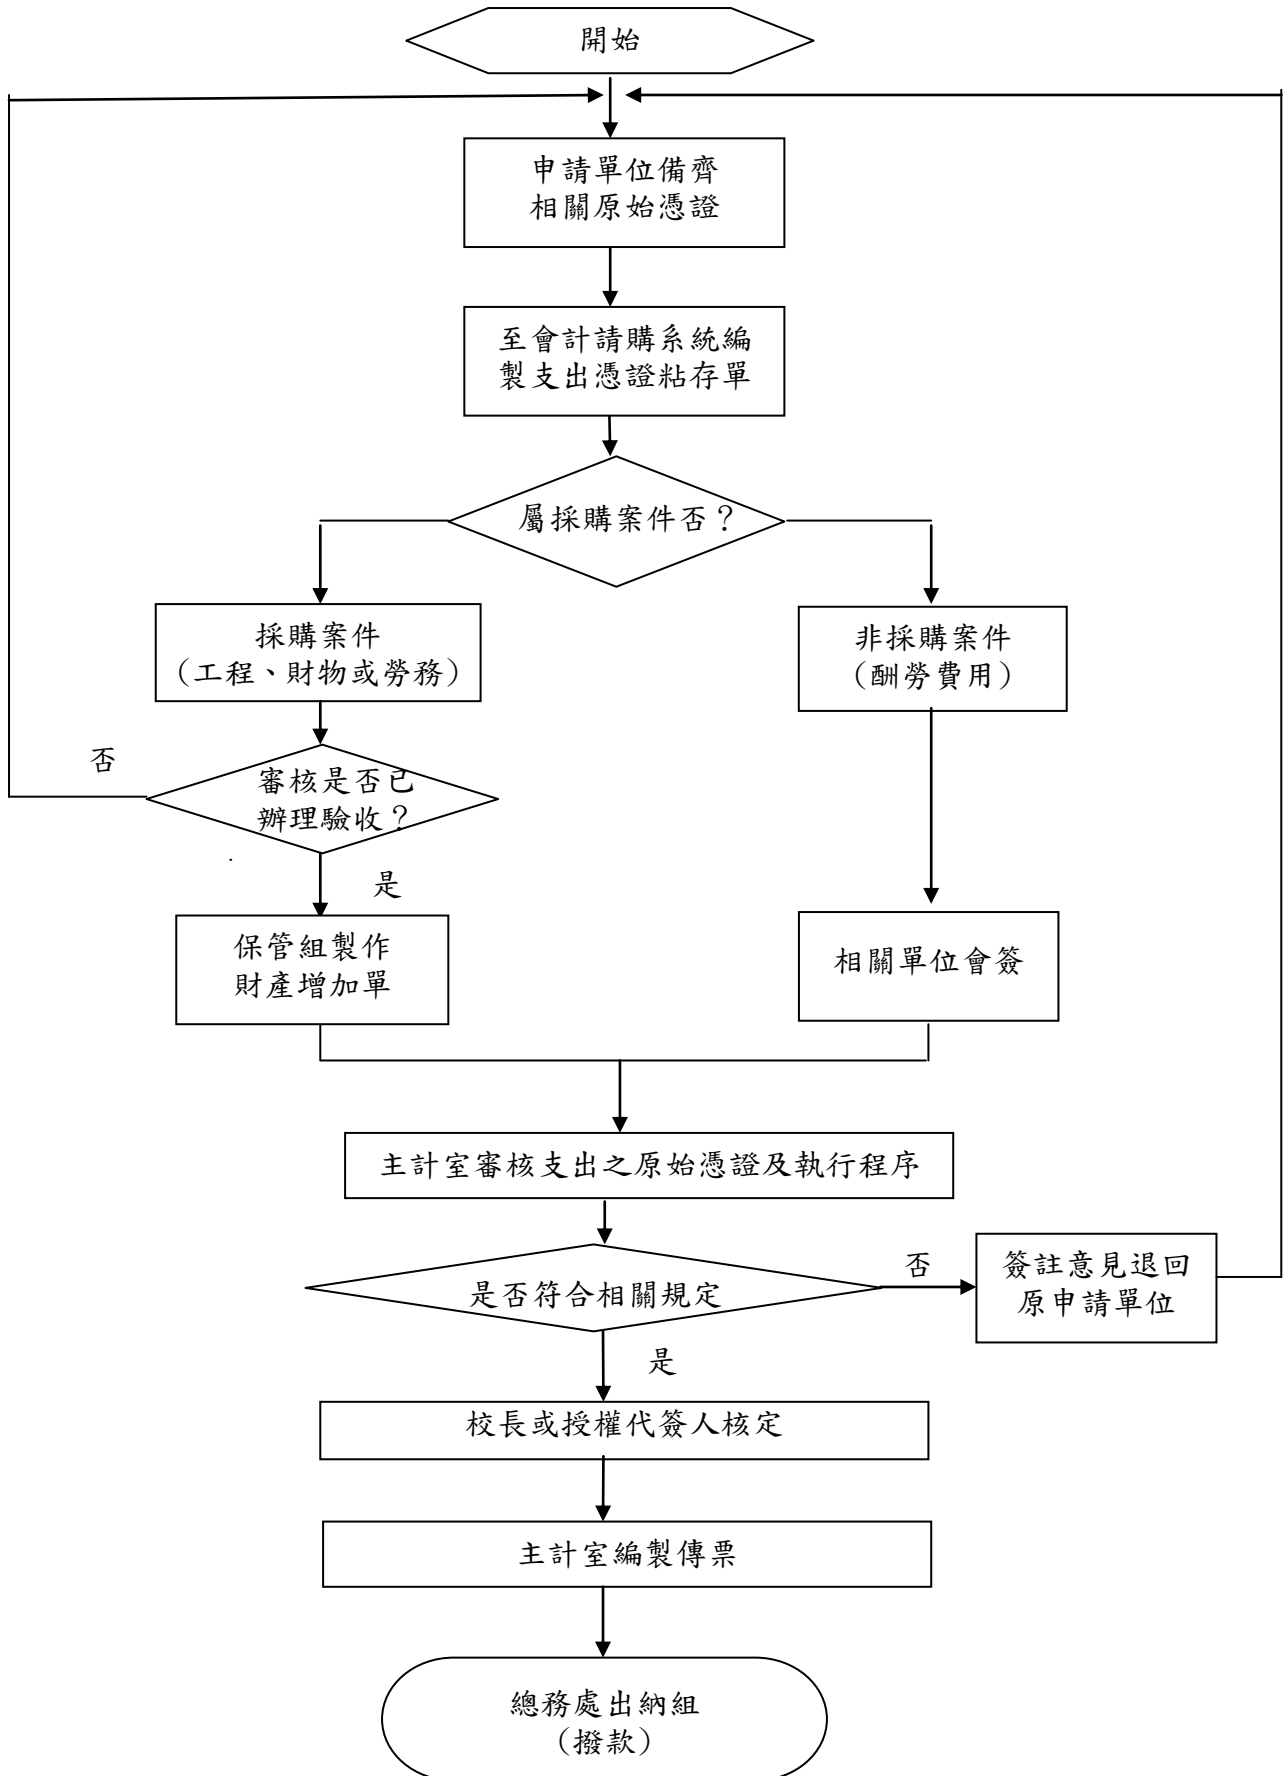 開始
申請單位備齊
相關原始憑證
至會計請購系統編
製支出憑證粘存單
屬採購案件否？
採購案件
（工程、財物或勞務）
非採購案件
（酬勞費用）
否
審核是否已
辦理驗收？
是
保管組製作
財產增加單
相關單位會簽
主計室審核支出之原始憑證及執行程序
是否符合相關規定
否
簽註意見退回
原申請單位
是
校長或授權代簽人核定
主計室編製傳票
總務處出納組
（撥款）